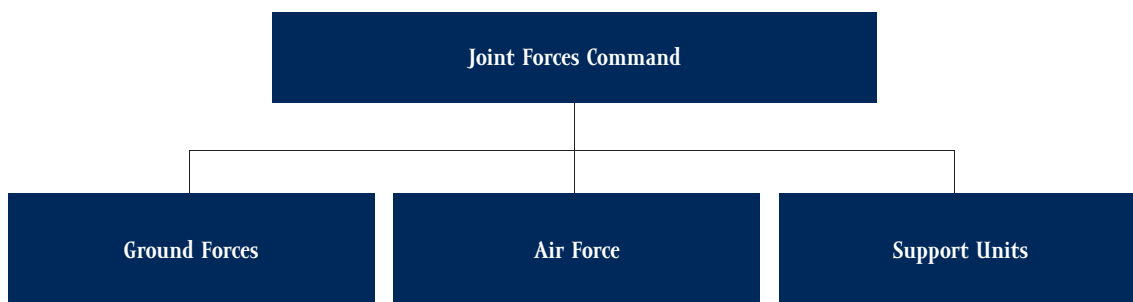 Joint Forces Command
Ground Forces
Air Force
Support Units